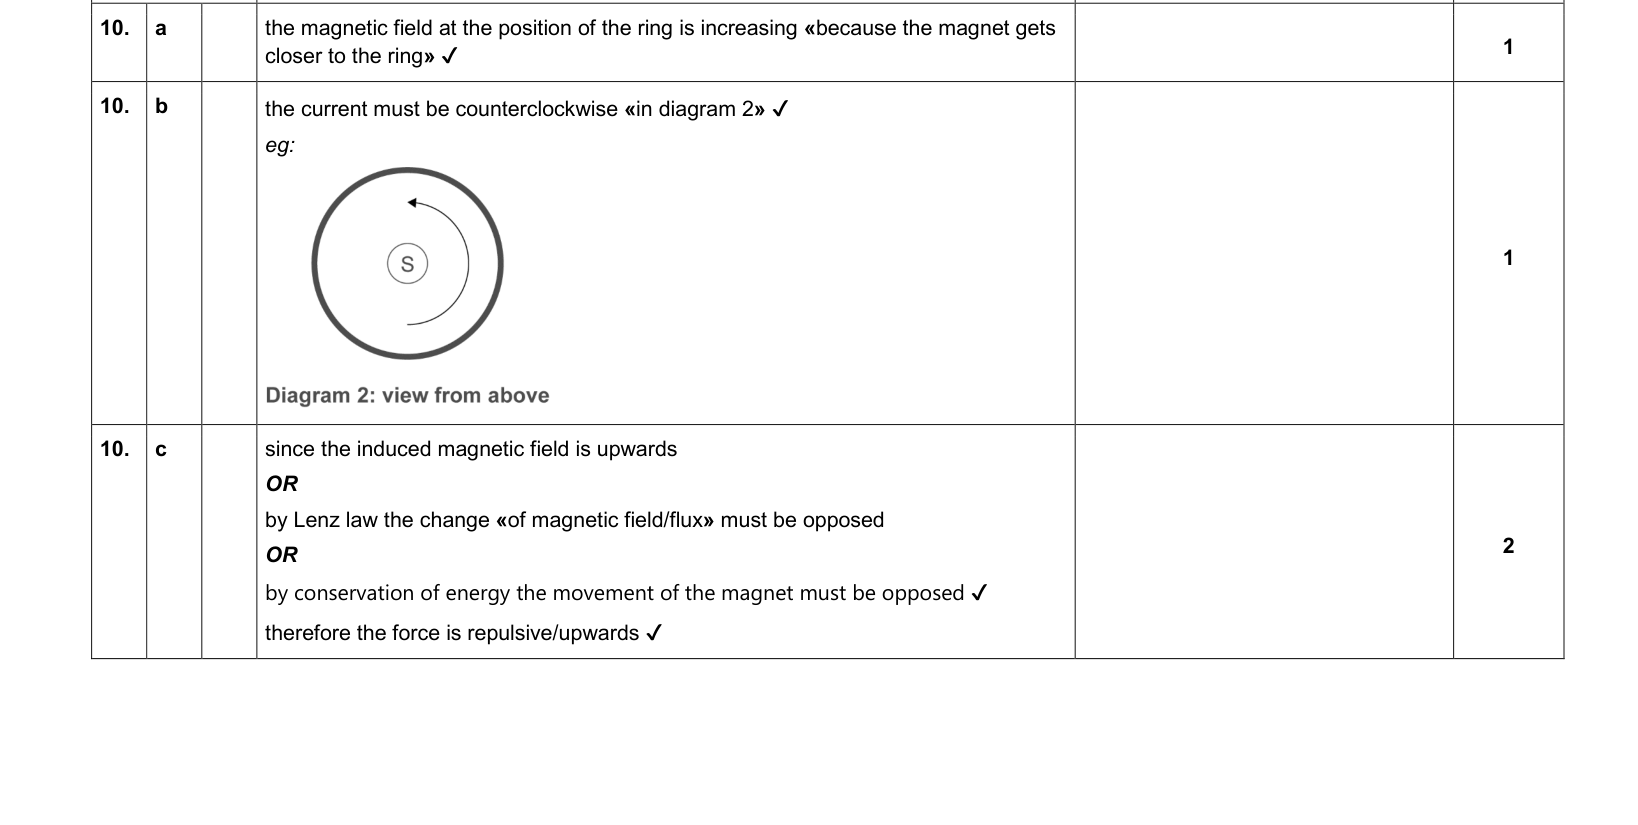 10. a the magnetic field at the position of the ring is increasing «because the magnet gets
closer to the ring» ✓
1
10. b the current must be counterclockwise «in diagram 2» ✓
eg:
S
1
Diagram 2: view from above
10. c since the induced magnetic field is upwards
OR
by Lenz law the change «of magnetic field/flux» must be opposed
OR
2
by conservation of energy the movement of the magnet must be opposed ✓
therefore the force is repulsive/upwards ✓